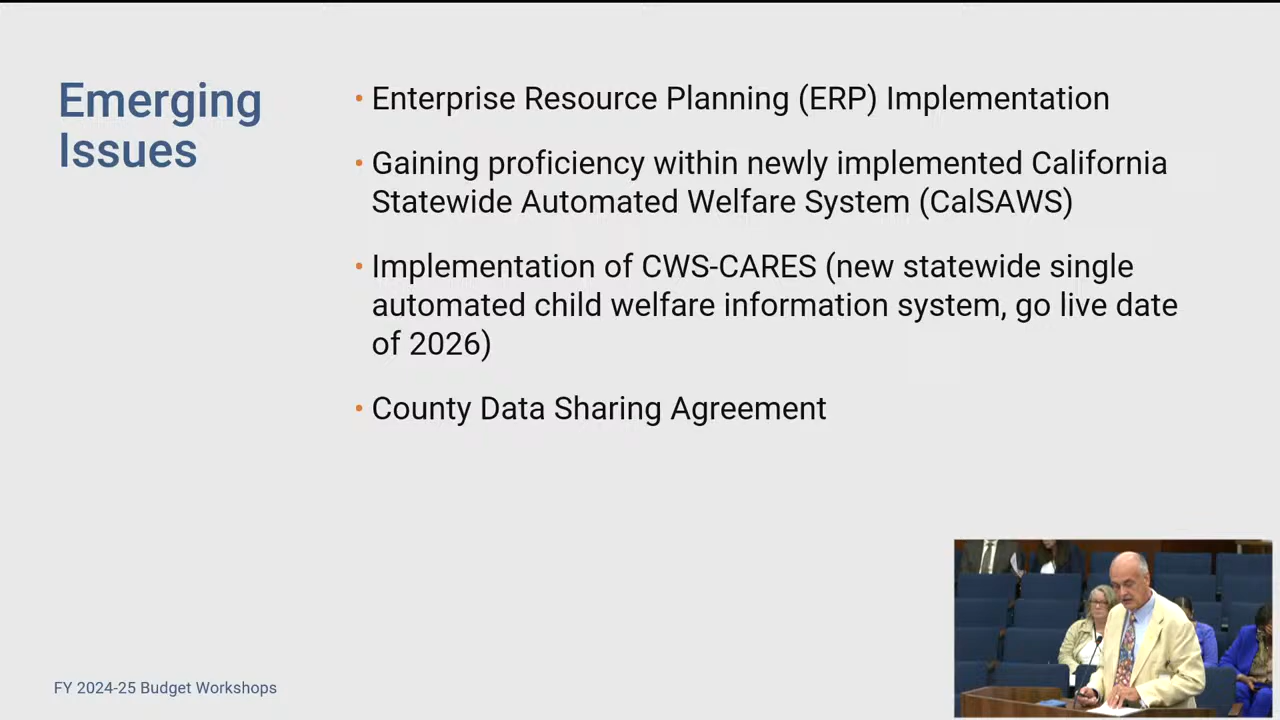 Emerging
Issues
• Enterprise Resource Planning (ERP) Implementation
• Gaining proficiency within newly implemented California
Statewide Automated Welfare System (CalSAWS)
• Implementation of CWS-CARES (new statewide single
automated child welfare information system, go live date
of 2026)
• County Data Sharing Agreement
FY 2024-25 Budget Workshops